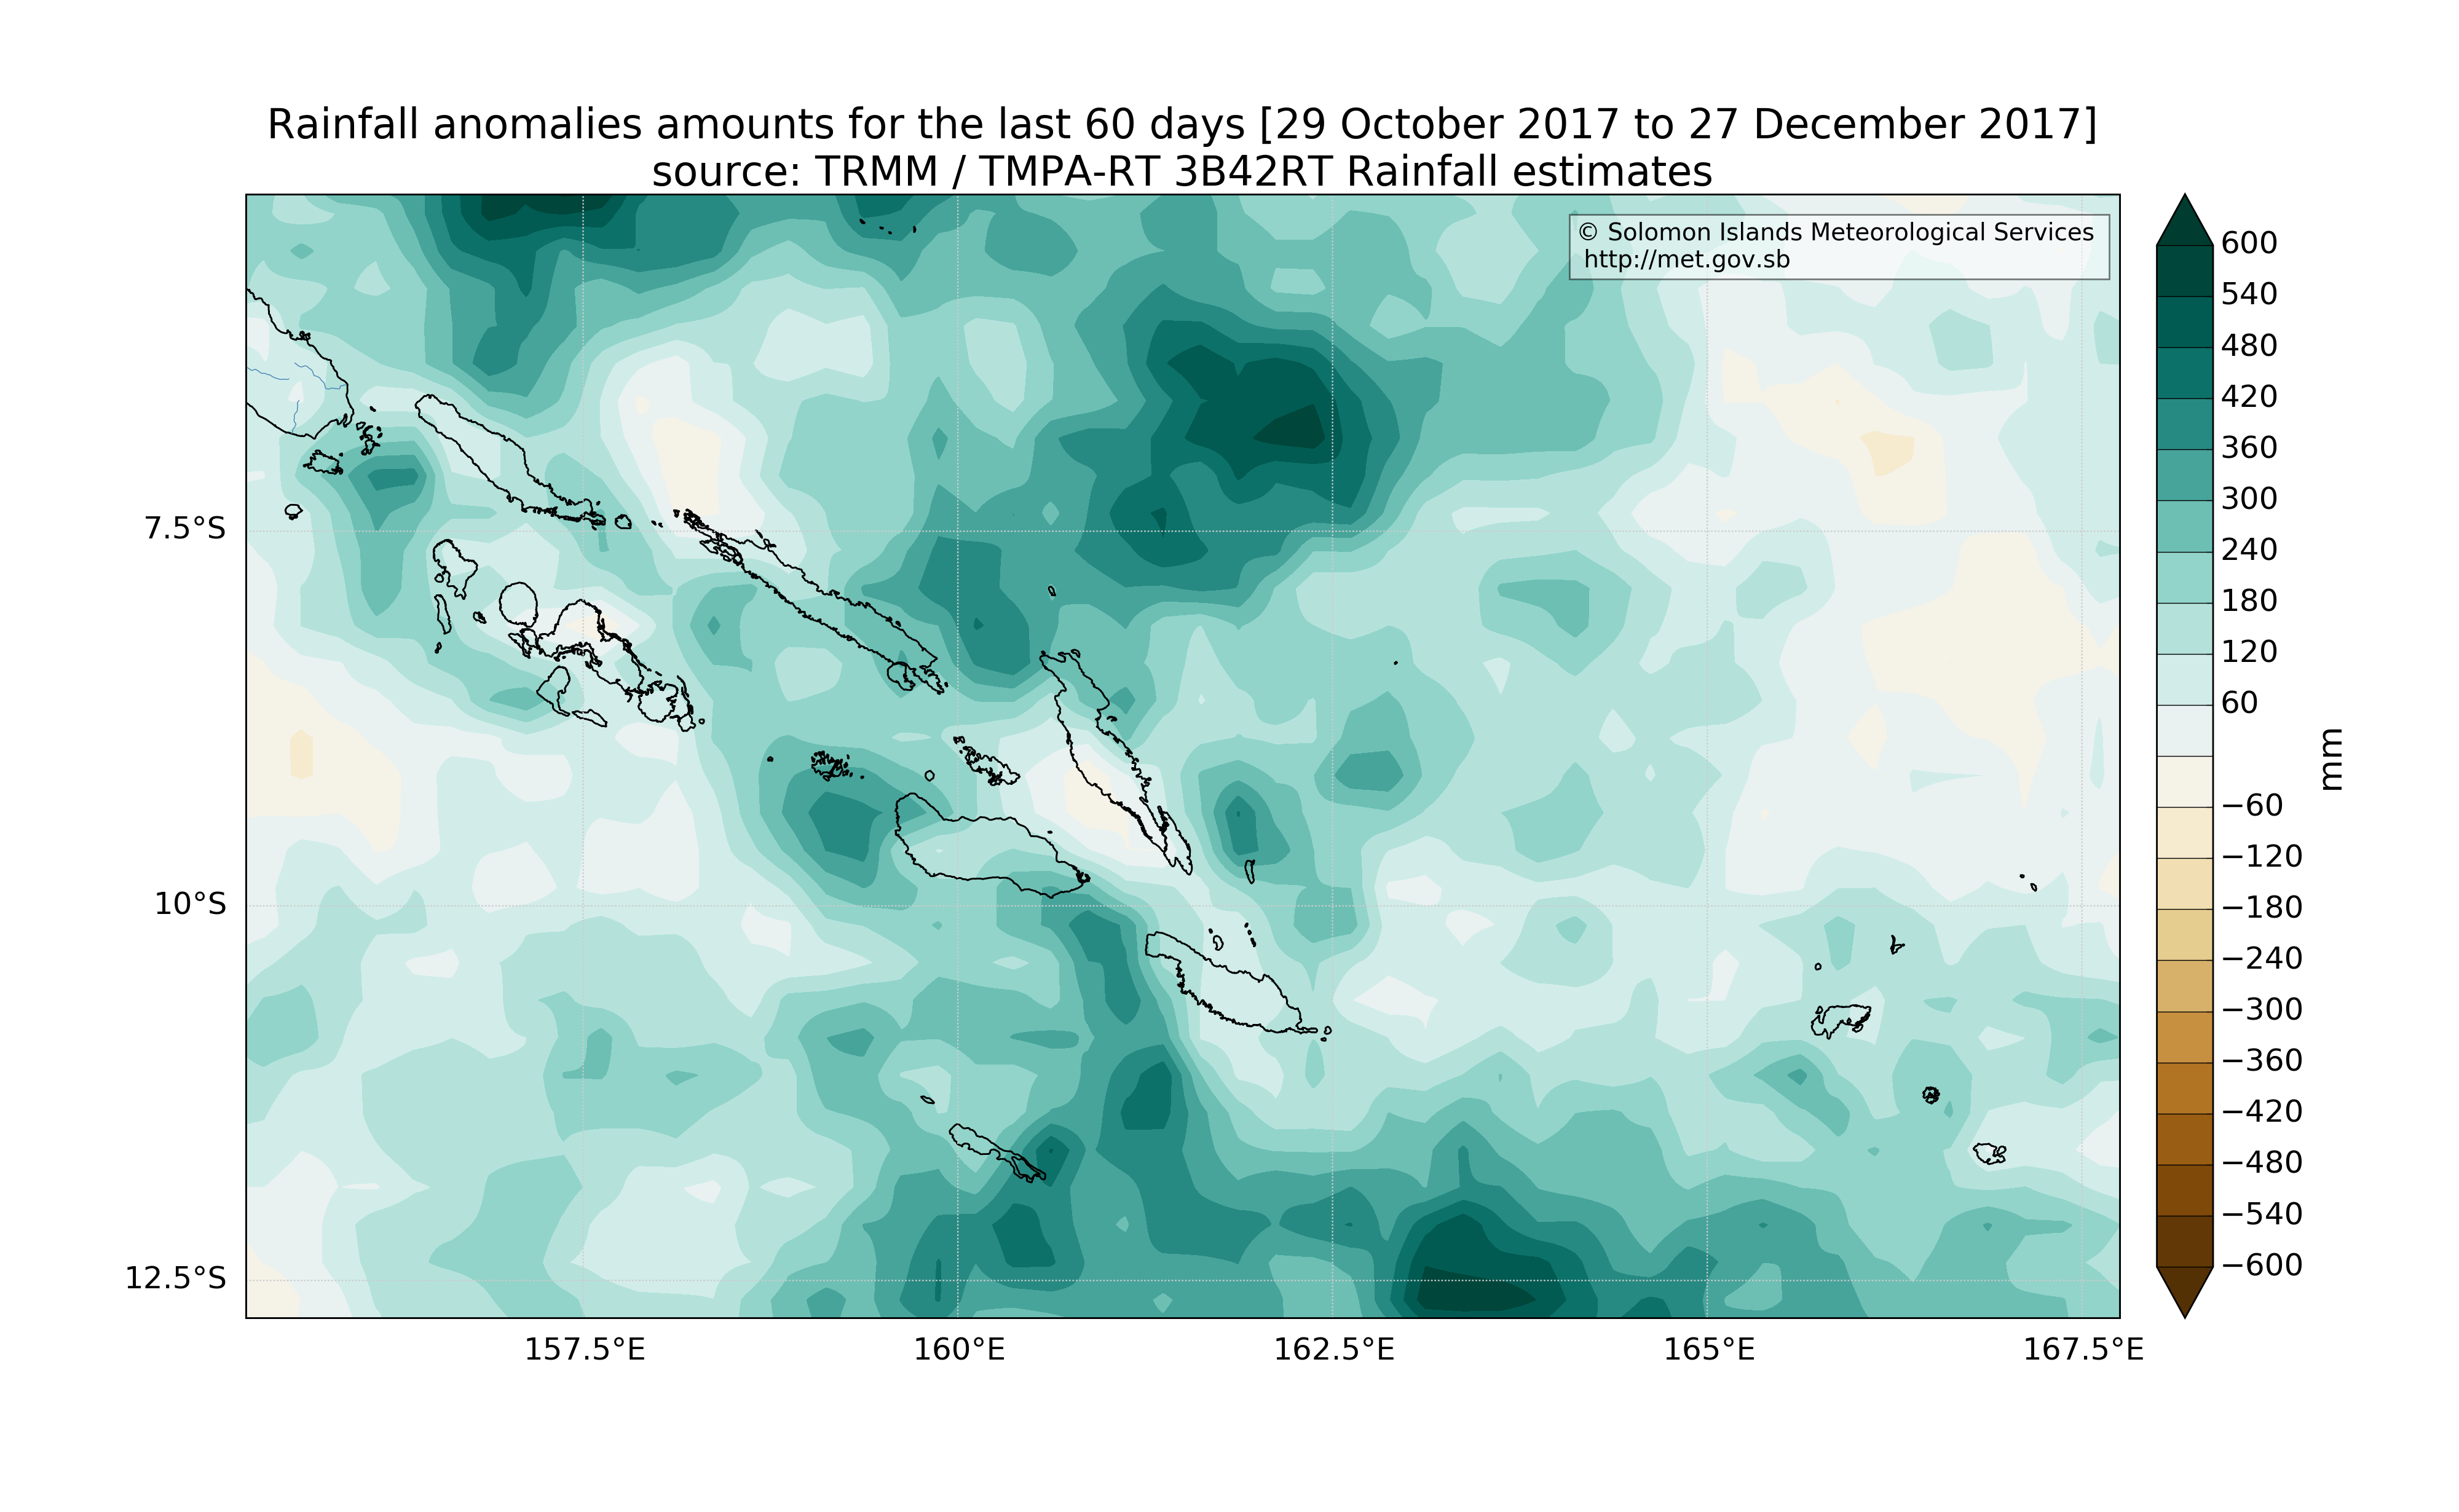 Rainfall anomalies amounts for the last 60 days [29 October 2017 to 27 December 2017]
source: TRMM / TMPA-RT 3B42RT Rainfall estimates
© Solomon Islands Meteorological Services
http://met.gov.sb
7.5°S
10°S
12.5°S
157.5°E
160°E
162.5°E
165°E
167.5°E
600
540
480
420
360
300
240
180
120
60
−60
−120
−180
−240
−300
−360
−420
−480
−540
−600
mm